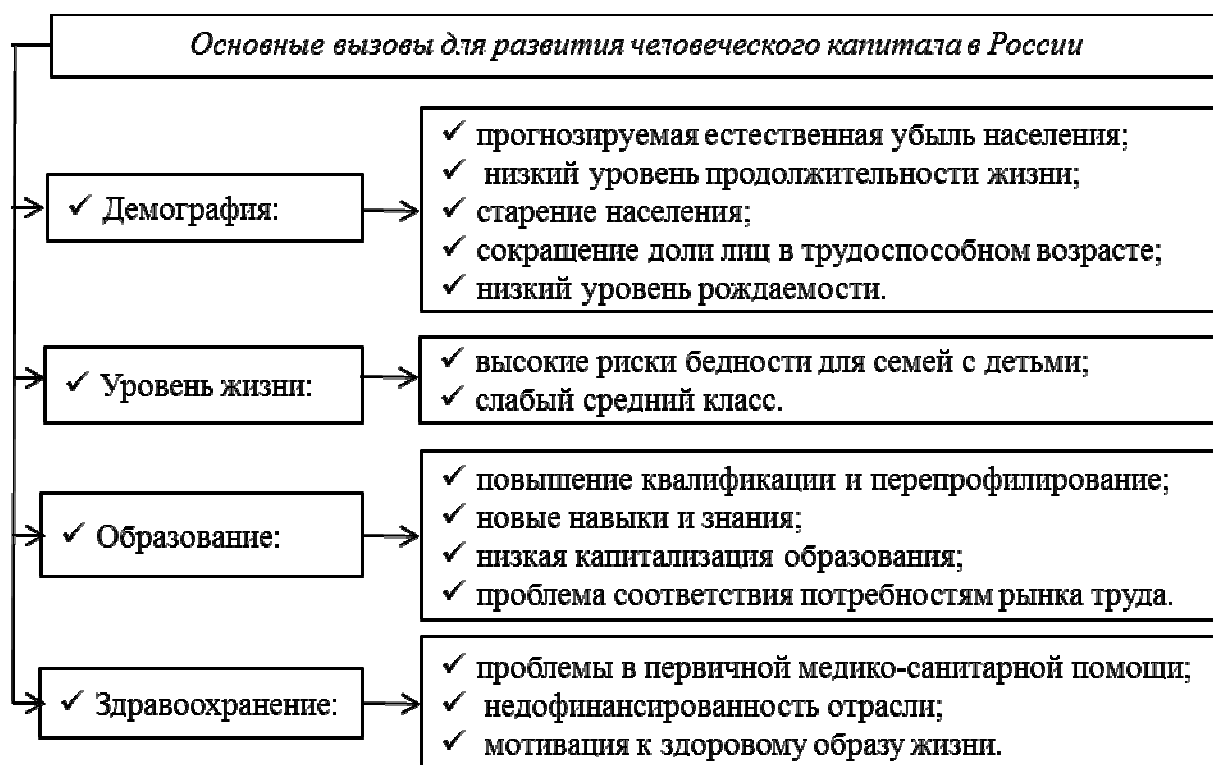 Основные вызовы для развития человеческого капитала в России
✓ Демография:
✓ прогнозируемая естественная убыль населения;
✓ низкий уровень продолжительности жизни;
✓ старение населения;
✓ сокращение доли лиц в трудоспособном возрасте;
✓ низкий уровень рождаемости.
✓ Уровень жизни:
✓ высокие риски бедности для семей с детьми;
✓ слабый средний класс.
✓ Образование:
✓ повышение квалификации и перепрофилирование;
✓ новые навыки и знания;
✓ низкая капитализация образования;
✓ проблема соответствия потребностям рынка труда.
✓ Здравоохранение:
✓ проблемы в первичной медико-санитарной помощи;
✓ недофинансированность отрасли;
✓ мотивация к здоровому образу жизни.